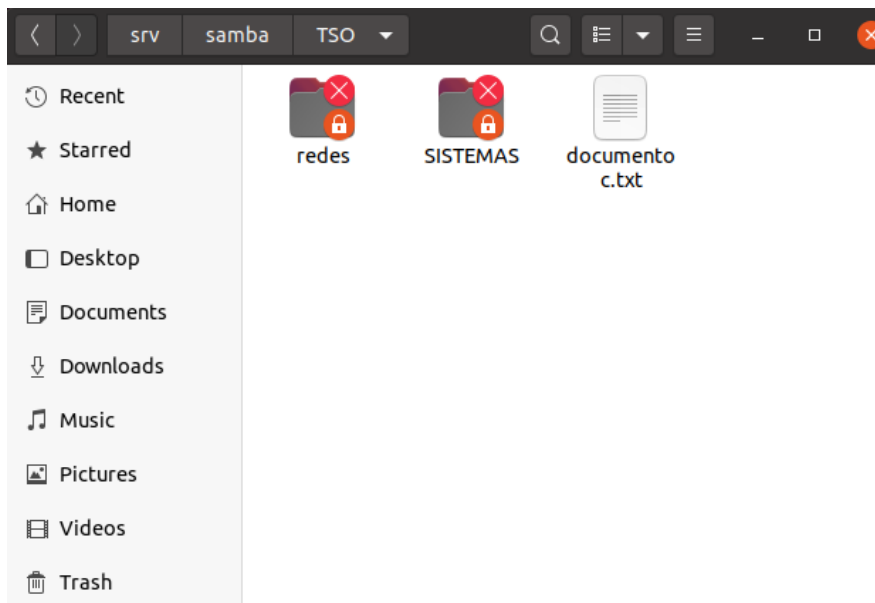 srv samba TSO
Recent
Starred
Home
Desktop
Documents
Downloads
Music
Pictures
Videos
Trash
redes SISTEMAS documento
c.txt